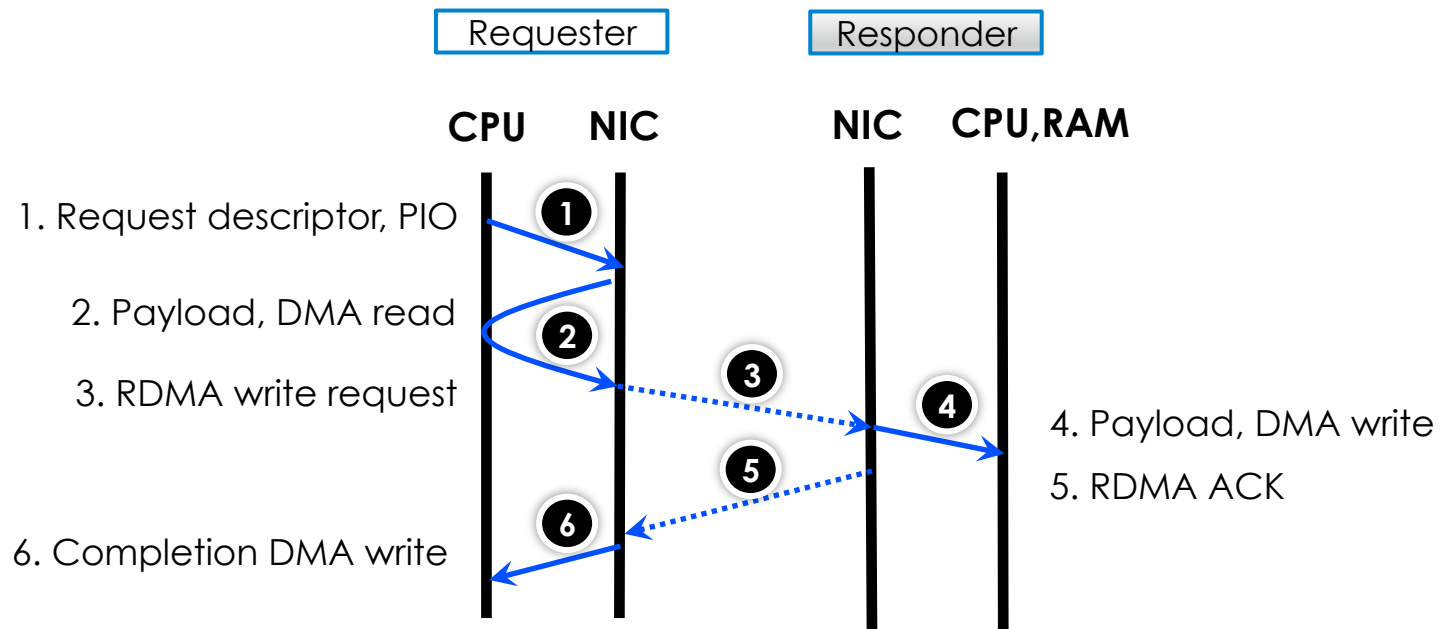 Requester
Responder
CPU
NIC
NIC
CPU,RAM
1. Request descriptor, PIO
1
2. Payload, DMA read
2
3. RDMA write request
3
4
4. Payload, DMA write
5
5. RDMA ACK
6
6. Completion DMA write